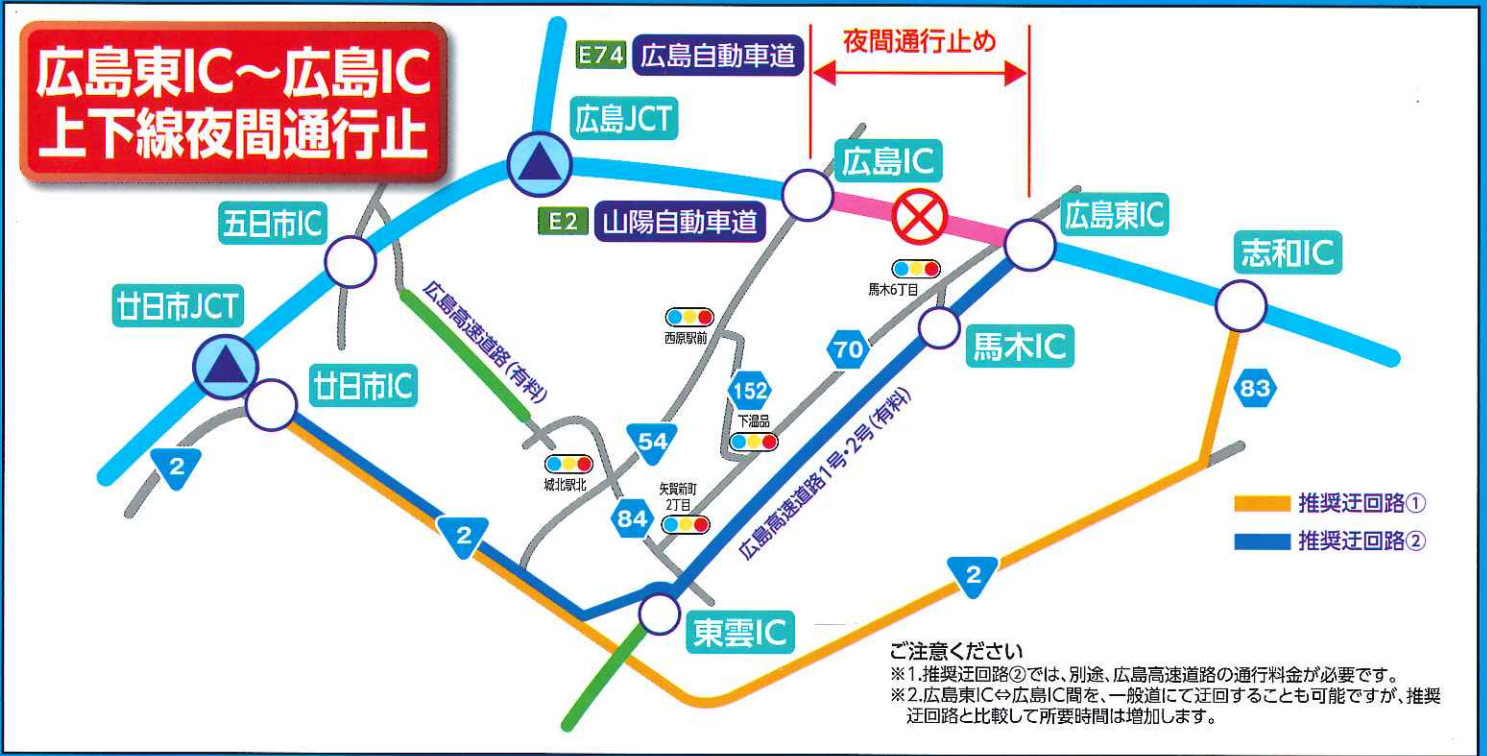 広島東IC～広島IC
上下線夜間通行止
E74 広島自動車道
夜間通行止め
広島JCT
広島IC
広島東IC
五日市IC
E2 山陽自動車道
志和IC
廿日市JCT
馬木6丁目
広島高速道路(有料)
西原駅前
馬木IC
廿日市IC
70
152
83
下温品
54
2
城北駅北
矢賀新町
2丁目
84
広島高速道路1号・2号(有料)
2
推奨迂回路①
推奨迂回路②
2
東雲IC
ご注意ください
※1.推奨迂回路②では、別途、広島高速道路の通行料金が必要です。
※2.広島東IC⇔広島IC間を、一般道にて迂回することも可能ですが、推奨
迂回路と比較して所要時間は増加します。